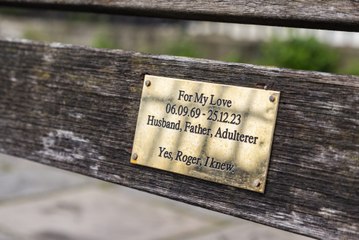 For My Love
06.09.69 - 25.12.23
Husband, Father, Adulterer
Yes, Roger, I knew.